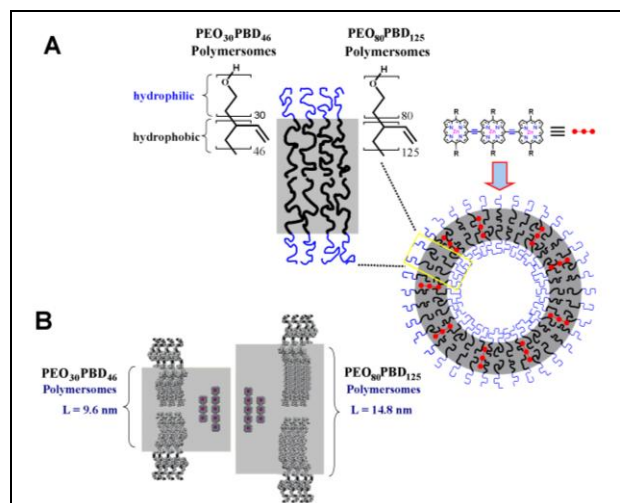 A
PEO30PBD46
Polymersomes
PEO80PBD125
Polymersomes
H
O
H
O
hydrophilic
30
80
hydrophobic
46
125
R
R
R
R
R
R
B
PEO30PBD46
Polymersomes
L = 9.6 nm
PEO80PBD125
Polymersomes
L = 14.8 nm